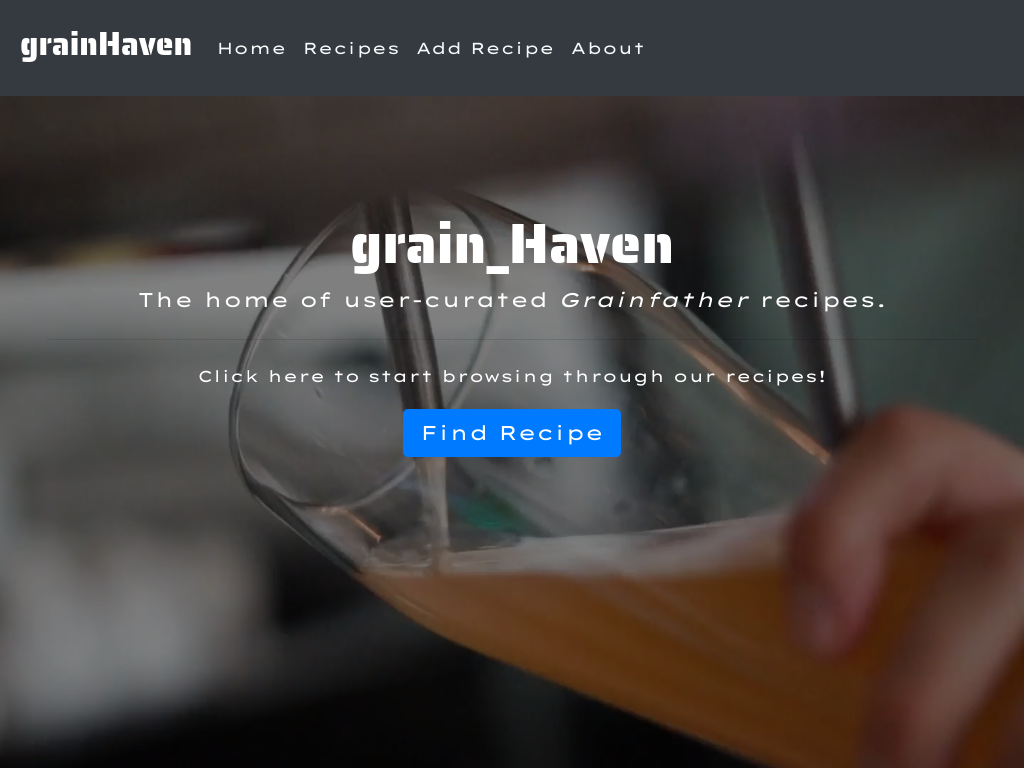 grainHaven Home Recipes Add Recipe About
grain_Haven
The home of user-curated Grainfather recipes.
Click here to start browsing through our recipes!
Find Recipe